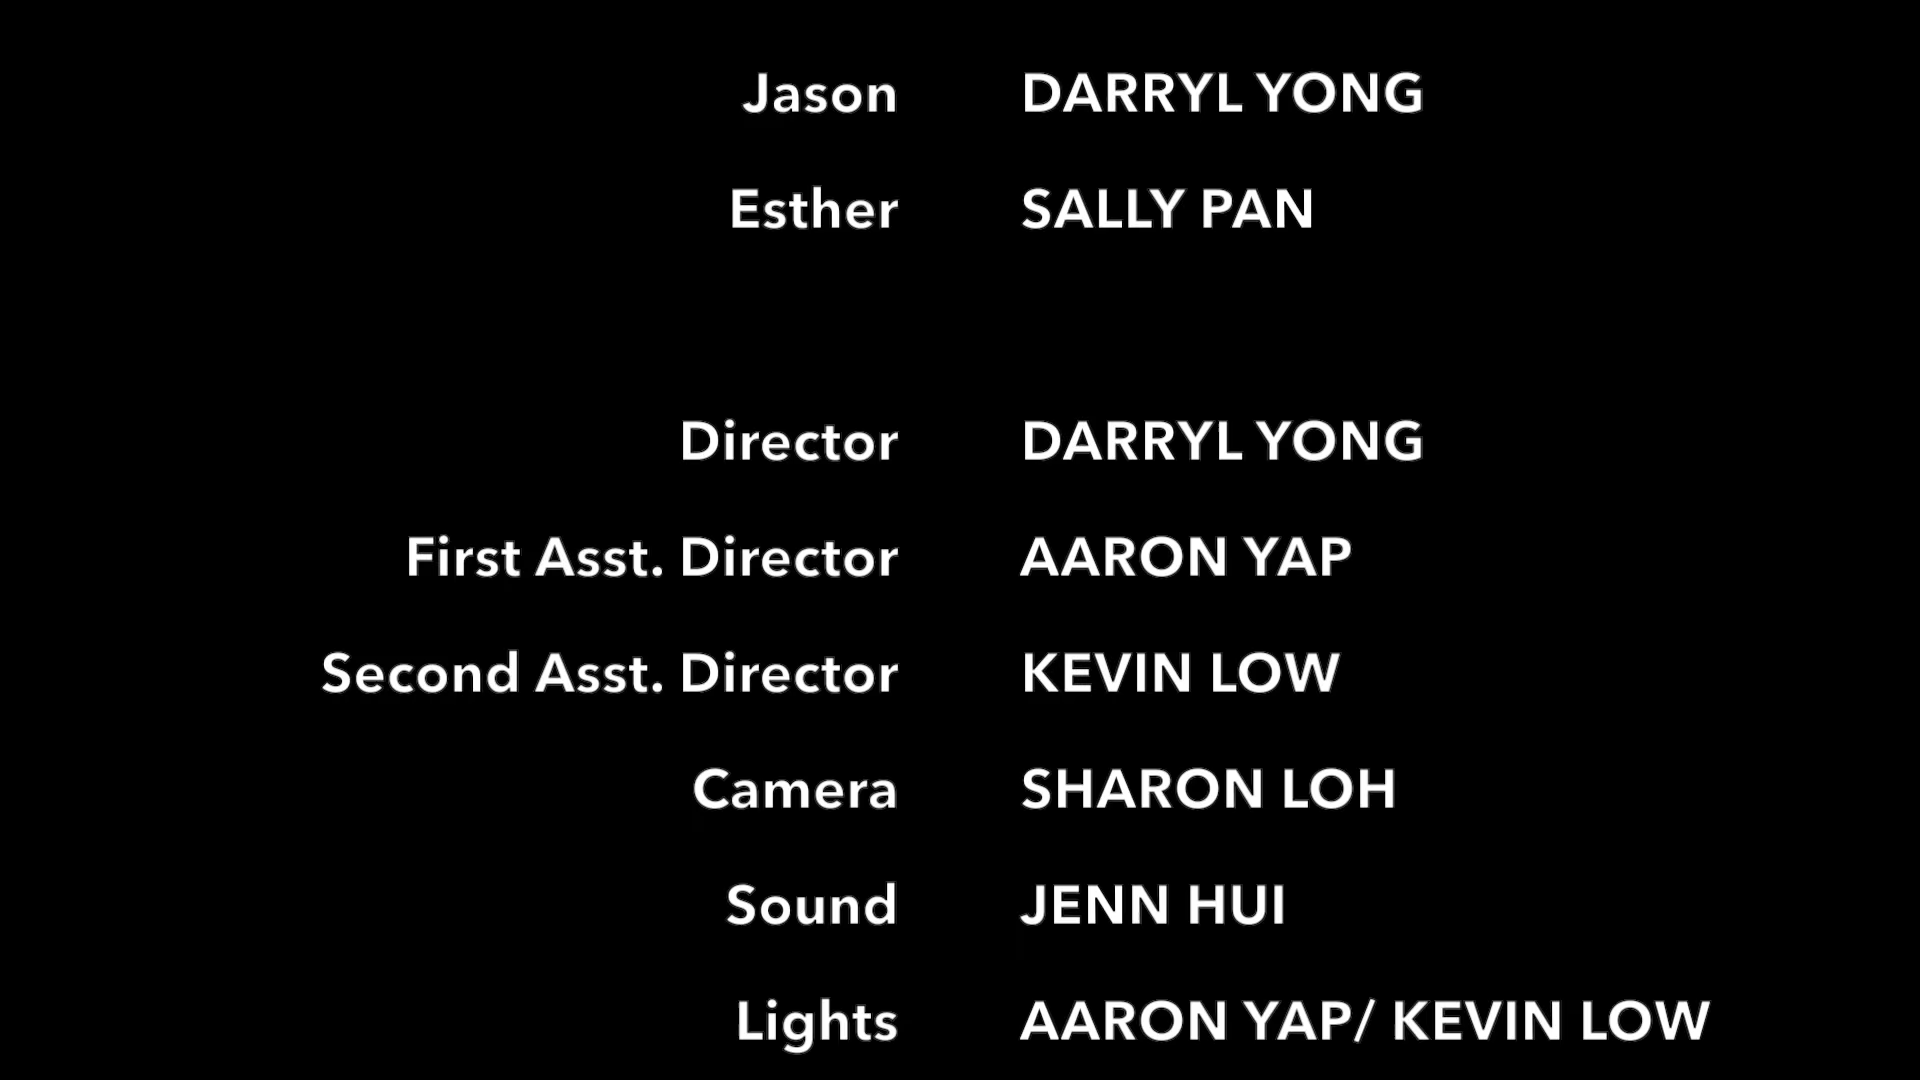 Jason DARRYL YONG
Esther SALLY PAN
Director DARRYL YONG
First Asst. Director AARON YAP
Second Asst. Director KEVIN LOW
Camera SHARON LOH
Sound JENN HUI
Lights AARON YAP/ KEVIN LOW